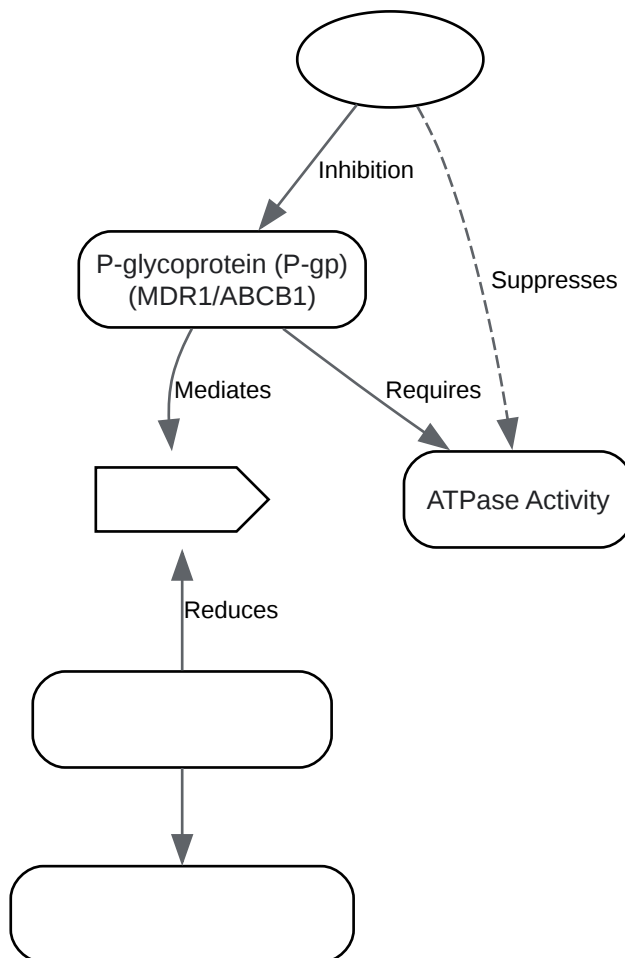 Inhibition
P-glycoprotein (P-gp)
(MDR1/ABCB1)
Suppresses
Mediates
Requires
ATPase Activity
Reduces